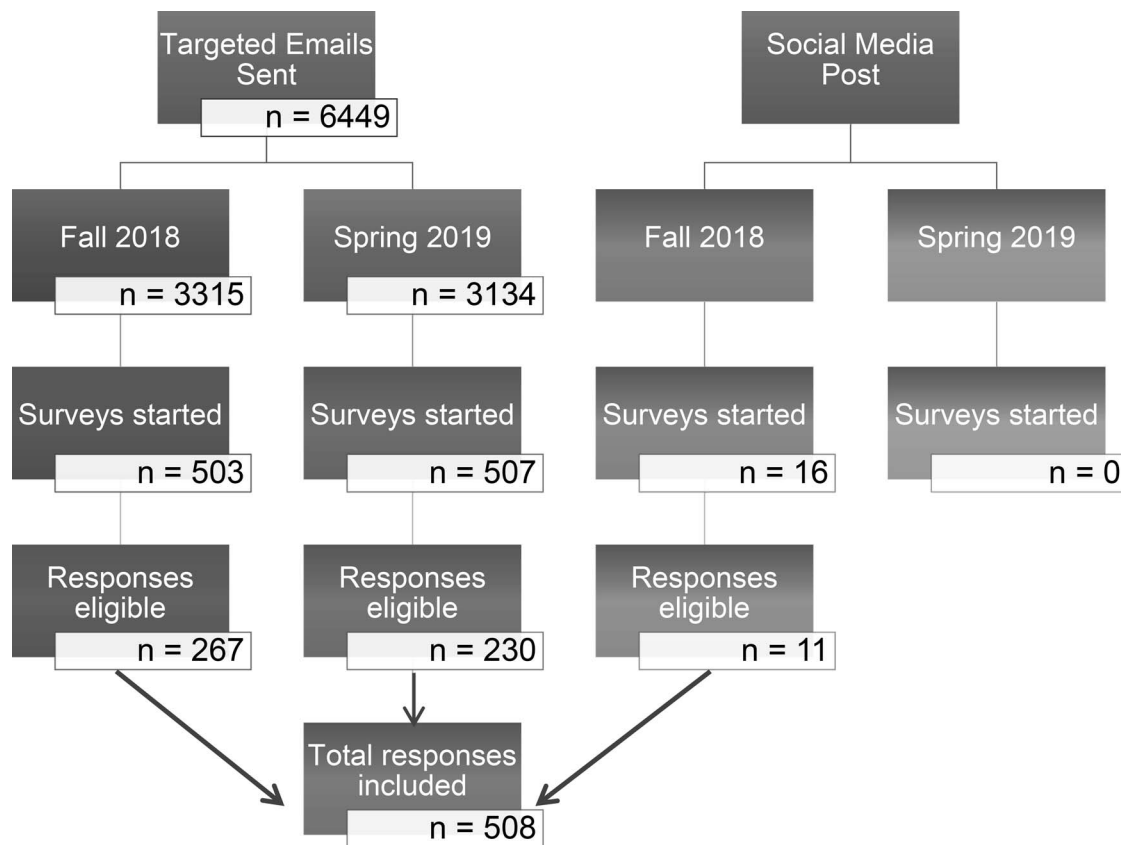 Targeted Emails
Sent
n = 6449
Social Media
Post
Fall 2018
n = 3315
Spring 2019
n = 3134
Fall 2018
Spring 2019
Surveys started
n = 503
Surveys started
n = 507
Surveys started
n = 16
Surveys started
n = 0
Responses
eligible
n = 267
Responses
eligible
n = 230
Responses
eligible
n = 11
Total responses
included
n = 508